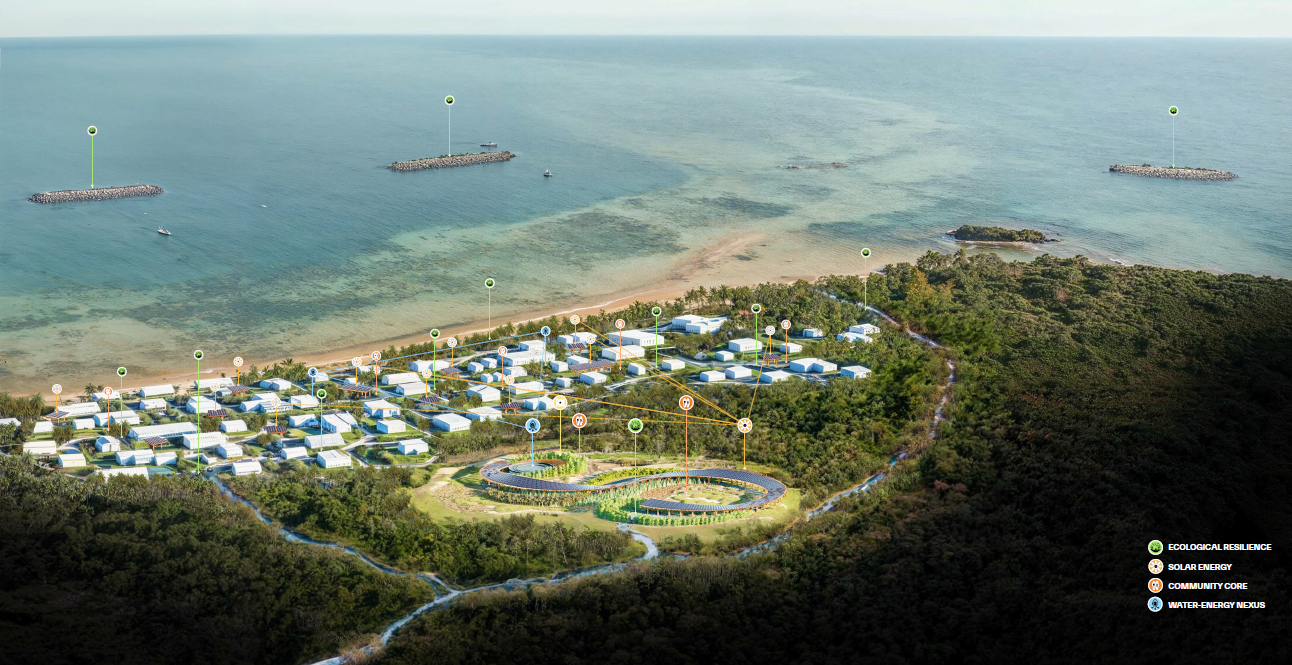 ECOLOGICAL RESILIENCE
SOLAR ENERGY
COMMUNITY CORE
WATER-ENERGY NEXUS